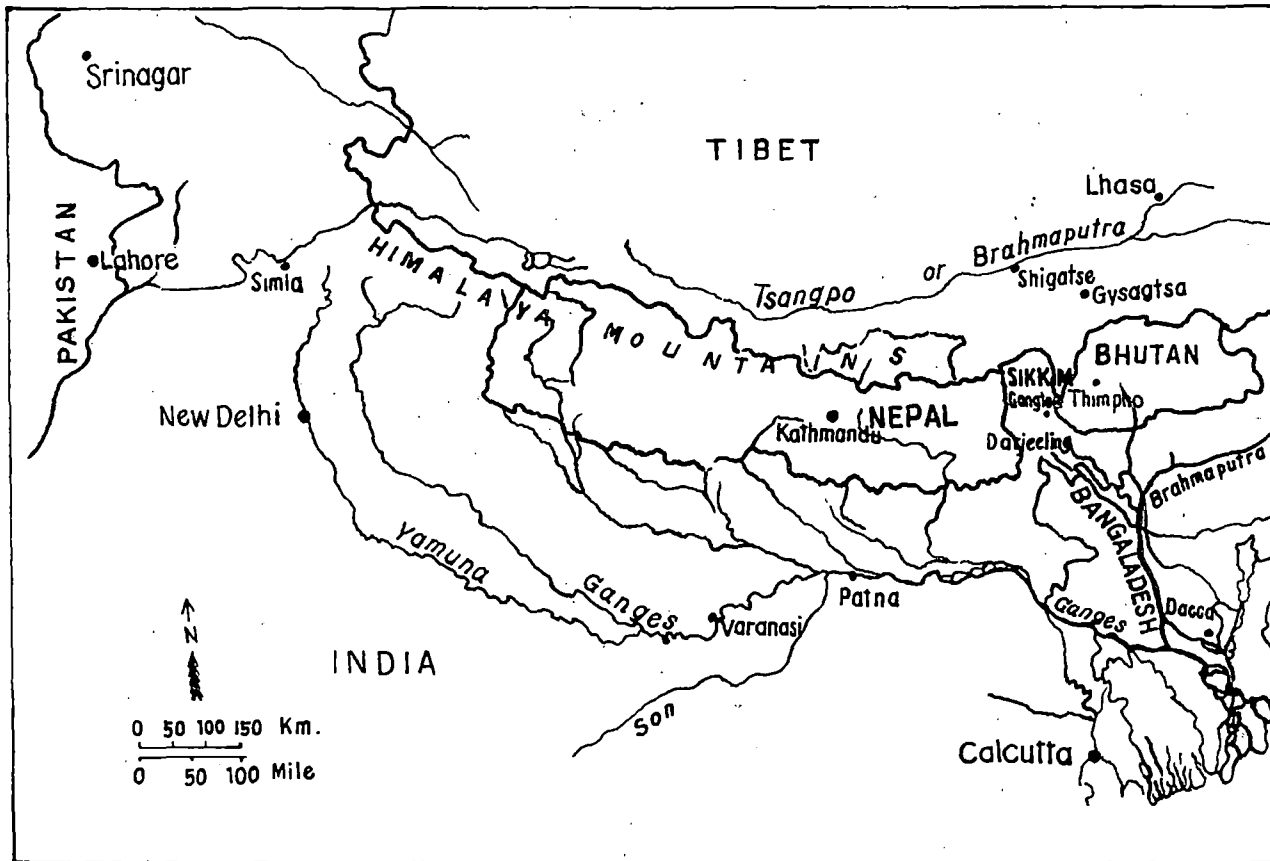 Srinagar
TIBET
Lhasa
PAKISTAN
Lahore
Simla
HIMALAYA MOUNTAINS
Tsangpo or Brahmaputra
Shigatse
Gysagtsa
BHUTAN
SIKKIM
Gangtok
Thimpho
New Delhi
Kathmandu
NEPAL
Darjeeling
Brahmaputra
BANGALADESH
Yamuna
Ganges
Patna
Varanasi
Ganges
Dacca
N
INDIA
Son
0 50 100 150 Km.
0 50 100 Mile
Calcutta